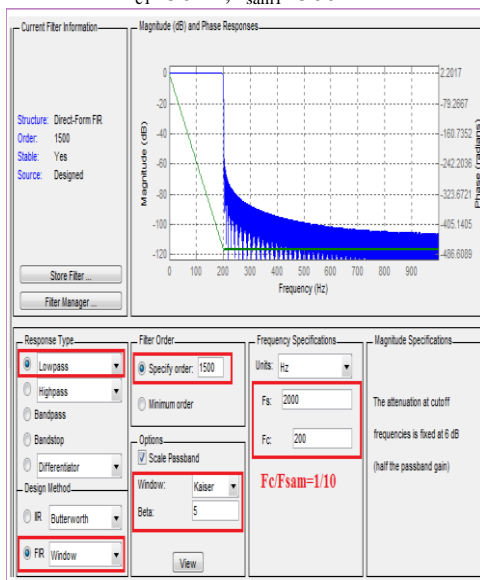 Current Filter Information
Structure: Direct-Form FIR
Order: 1500
Stable: Yes
Source: Designed
Store Filter ...
Filter Manager ...
Magnitude (dB) and Phase Responses
Magnitude (dB)
0
-20
-40
-60
-80
-100
-120
0 100 200 300 400 500 600 700 800 900
Frequency (Hz)
2.2017
-79.2667
-160.7352
-242.2036
-323.6721
-405.1405
-486.6089
Phase (radians)
Response Type
Lowpass
Highpass
Bandpass
Bandstop
Differentiator
Design Method
IIR Butterworth
FIR Window
Filter Order
Specify order: 1500
Minimum order
Options
Scale Passband
Window: Kaiser
Beta: 5
View
Frequency Specifications
Units: Hz
Fs: 2000
Fc: 200
Fc/Fsam=1/10
Magnitude Specifications
The attenuation at cutoff
frequencies is fixed at 6 dB
(half the passband gain)